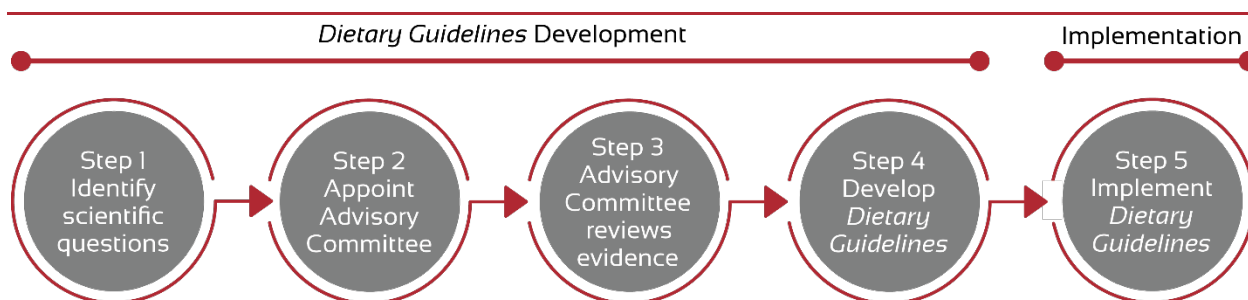 Dietary Guidelines Development
Implementation
Step 1
Identify
scientific
questions
Step 2
Appoint
Advisory
Committee
Step 3
Advisory
Committee
reviews
evidence
Step 4
Develop
Dietary
Guidelines
Step 5
Implement
Dietary
Guidelines